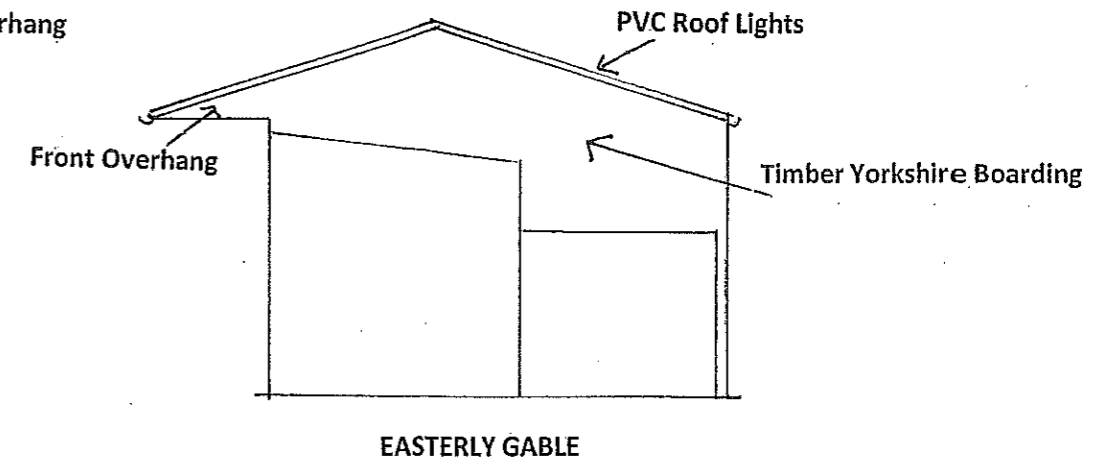 rhang
PVC Roof Lights
Front Overhang
Timber Yorkshire Boarding
EASTERLY GABLE